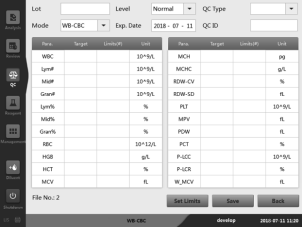 Lot Level Normal QC Type
Mode WB-CBC Exp. Date 2018 - 07 - 11 QC ID
Para. Target Limits(#) Unit Para. Target Limits(#) Unit
WBC 10^9/L MCH pg
Lym# 10^9/L MCHC g/L
Mid# 10^9/L RDW-CV %
Gran# 10^9/L RDW-SD fL
Lym% % PLT 10^9/L
Mid% % MPV fL
Gran% % PDW fL
RBC 10^12/L PCT %
HGB g/L P-LCC 10^9/L
HCT % P-LCR %
MCV fL W_MCV fL
File No.: 2 Set Limits Save Back
WB-CBC develop 2018-07-11 11:20
Analysis
Review
QC
Reagent
Management
Diluent
Shutdown